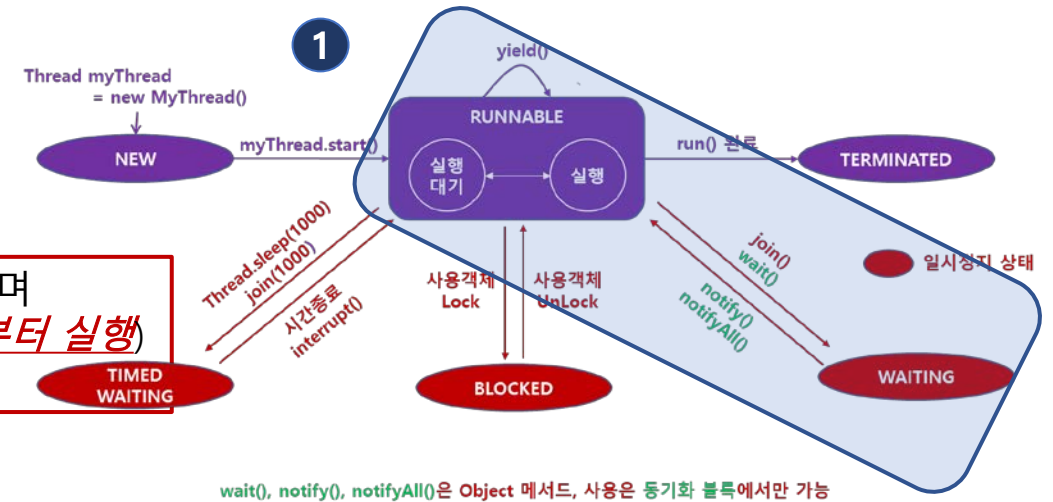 1
yield()
Thread myThread
= new MyThread()
RUNNABLE
NEW
myThread.start()
실행
대기
실행
run() 완료
TERMINATED
Thread.sleep(1000)
join(1000)
시간종료
interrupt()
사용객체
Lock
사용객체
UnLock
join()
wait()
notify()
notifyAll()
일시정지 상태
며
부터 실행)
TIMED
WAITING
BLOCKED
WAITING
wait(), notify(), notifyAll()은 Object 메서드, 사용은 동기화 블록에서만 가능